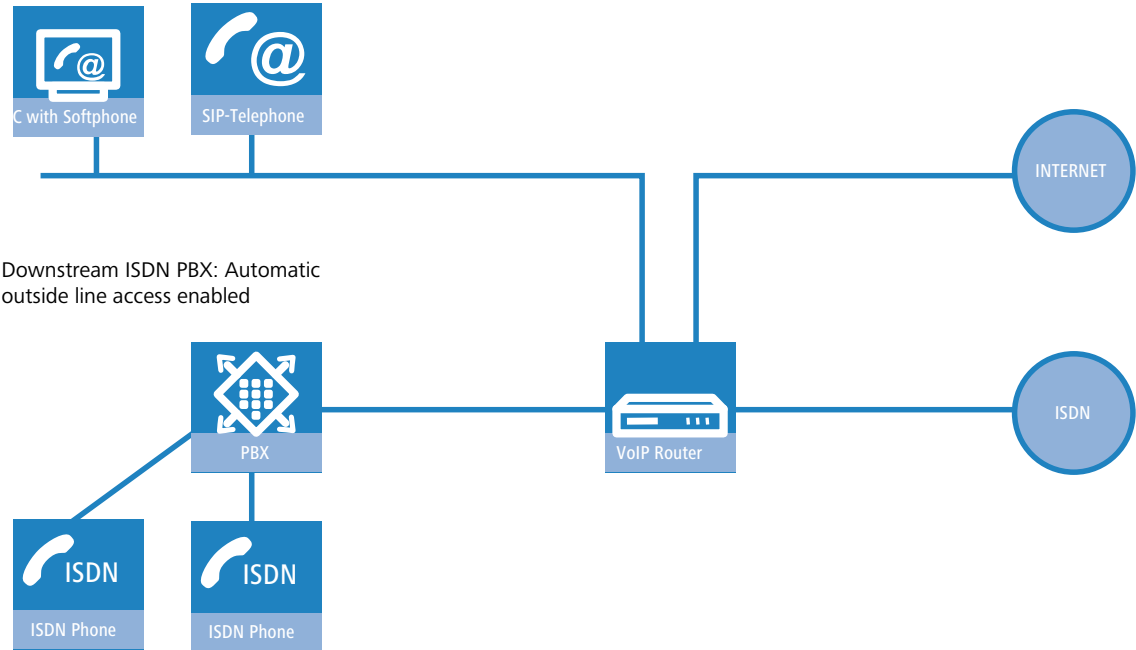 @
@
C with Softphone
SIP-Telephone
INTERNET
Downstream ISDN PBX: Automatic
outside line access enabled
PBX
VoIP Router
ISDN
ISDN
ISDN
ISDN Phone
ISDN Phone